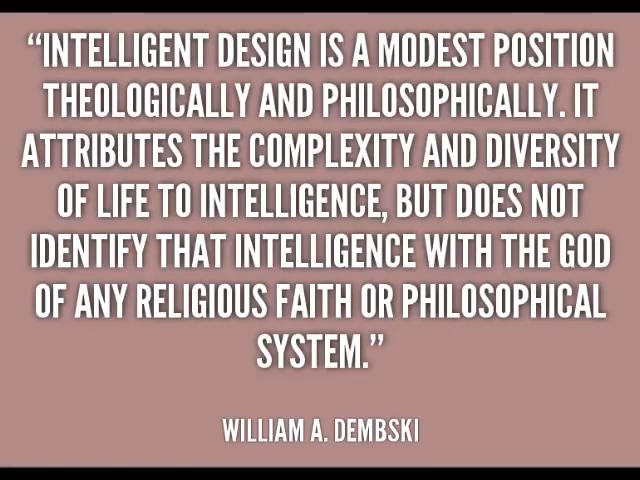 “INTELLIGENT DESIGN IS A MODEST POSITION
THEOLOGICALLY AND PHILOSOPHICALLY. IT
ATTRIBUTES THE COMPLEXITY AND DIVERSITY
OF LIFE TO INTELLIGENCE, BUT DOES NOT
IDENTIFY THAT INTELLIGENCE WITH THE GOD
OF ANY RELIGIOUS FAITH OR PHILOSOPHICAL
SYSTEM.”
WILLIAM A. DEMBSKI